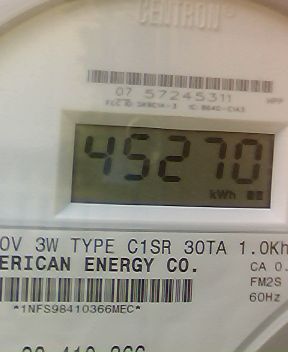 CENTRON®
07 57245311
45270
kWh
0V 3W TYPE C1SR 30TA 1.0Kh
ERICAN ENERGY CO.
CA 0.
FM2S
60Hz
*1NFS98410366MEC*